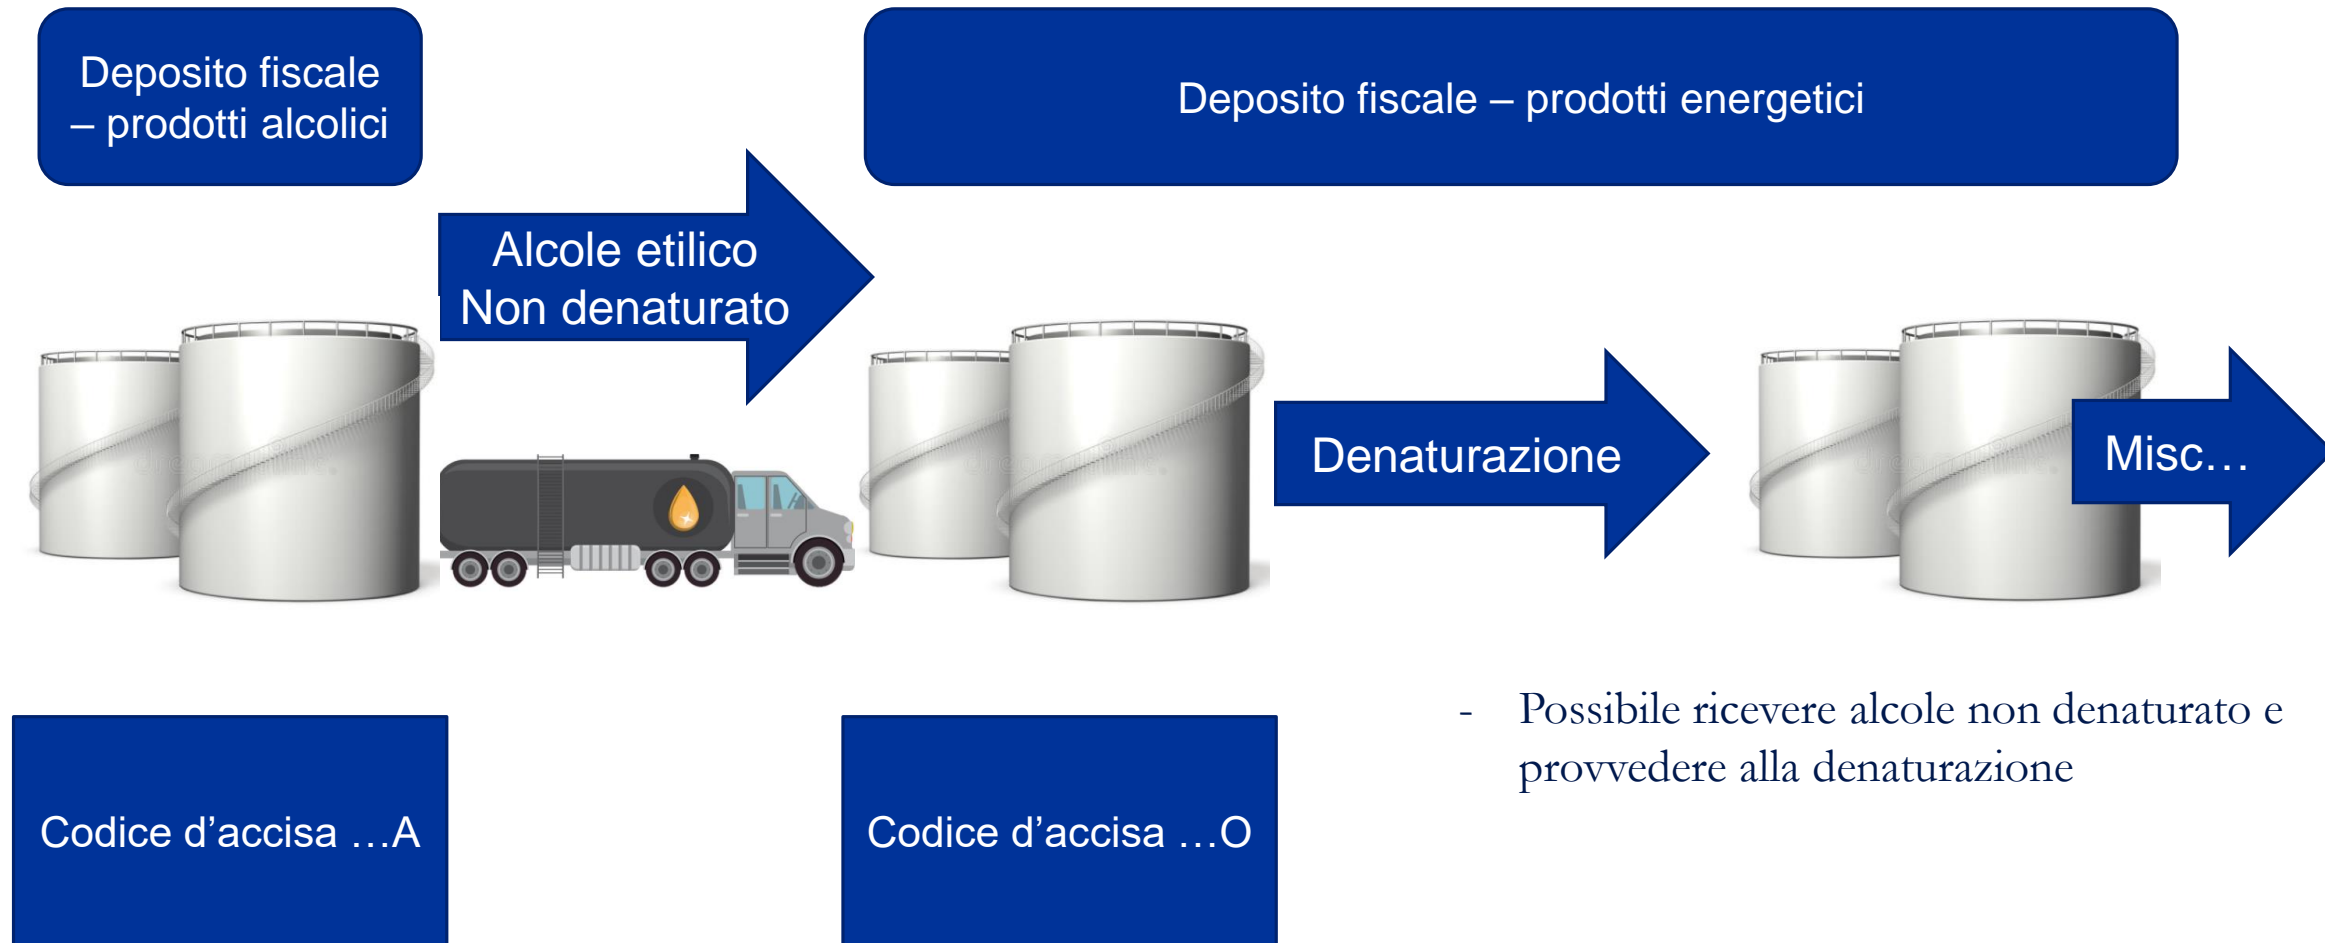 Deposito fiscale
– prodotti alcolici
Deposito fiscale – prodotti energetici
Alcole etilico
Non denaturato
Denaturazione
Misc…
- Possibile ricevere alcole non denaturato e
provvedere alla denaturazione
Codice d’accisa …A
Codice d’accisa …O